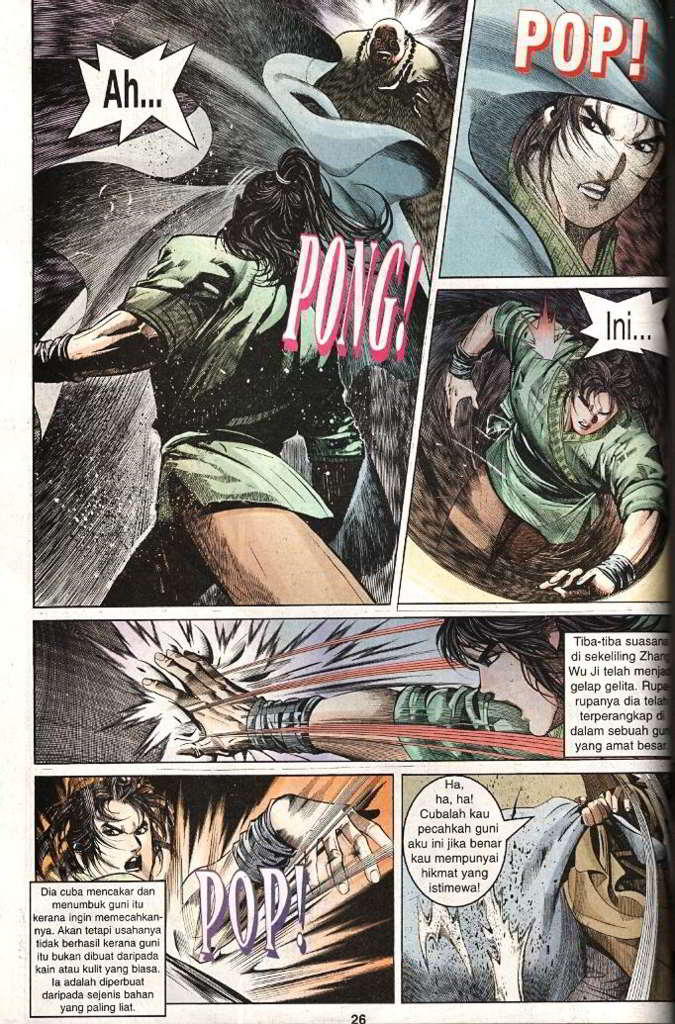 Ah...
PONG!
POP!
Ini...
Tiba-tiba suasana
di sekeliling Zhang
Wu Ji telah menjadi
gelap gelita. Rupa-
rupanya dia telah
terperangkap di
dalam sebuah guni
yang amat besar.
Dia cuba mencakar dan
menumbuk guni itu
kerana ingin memecahkan-
nya. Akan tetapi usahanya
tidak berhasil kerana guni
itu bukan dibuat daripada
kain atau kulit yang biasa.
Ia adalah diperbuat
daripada sejenis bahan
yang paling liat.
POP!
Ha,
ha, ha!
Cubalah kau
pecahkah guni
aku ini jika benar
kau mempunyai
hikmat yang
istimewa!
26